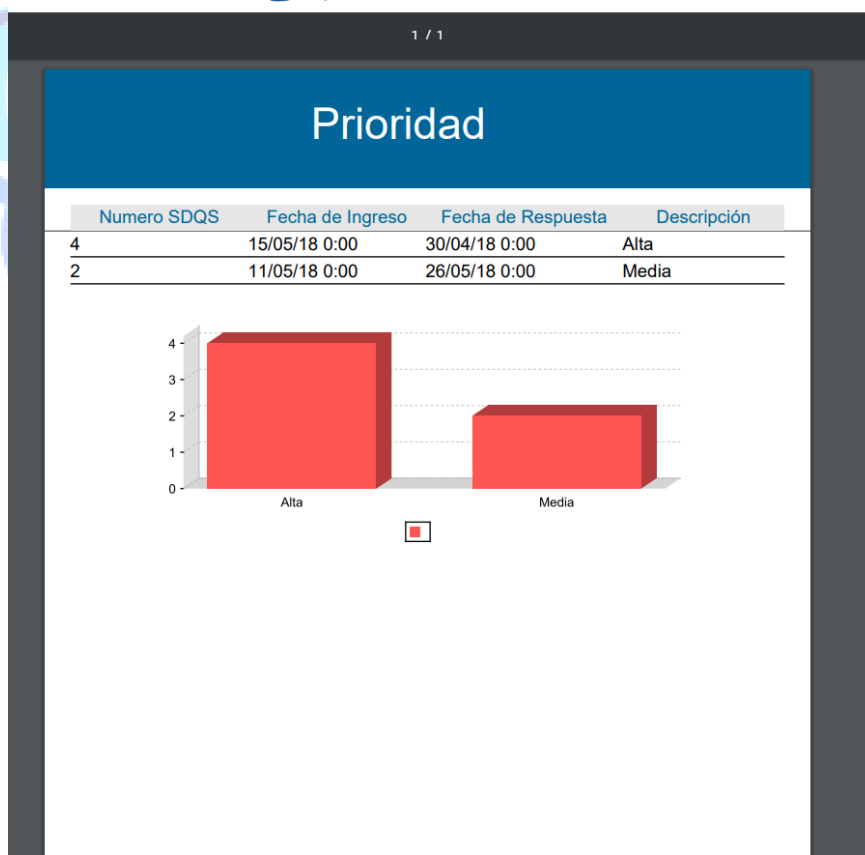 1 / 1
Prioridad
Numero SDQS Fecha de Ingreso Fecha de Respuesta Descripción
4 15/05/18 0:00 30/04/18 0:00 Alta
2 11/05/18 0:00 26/05/18 0:00 Media
4
3
2
1
0
Alta Media